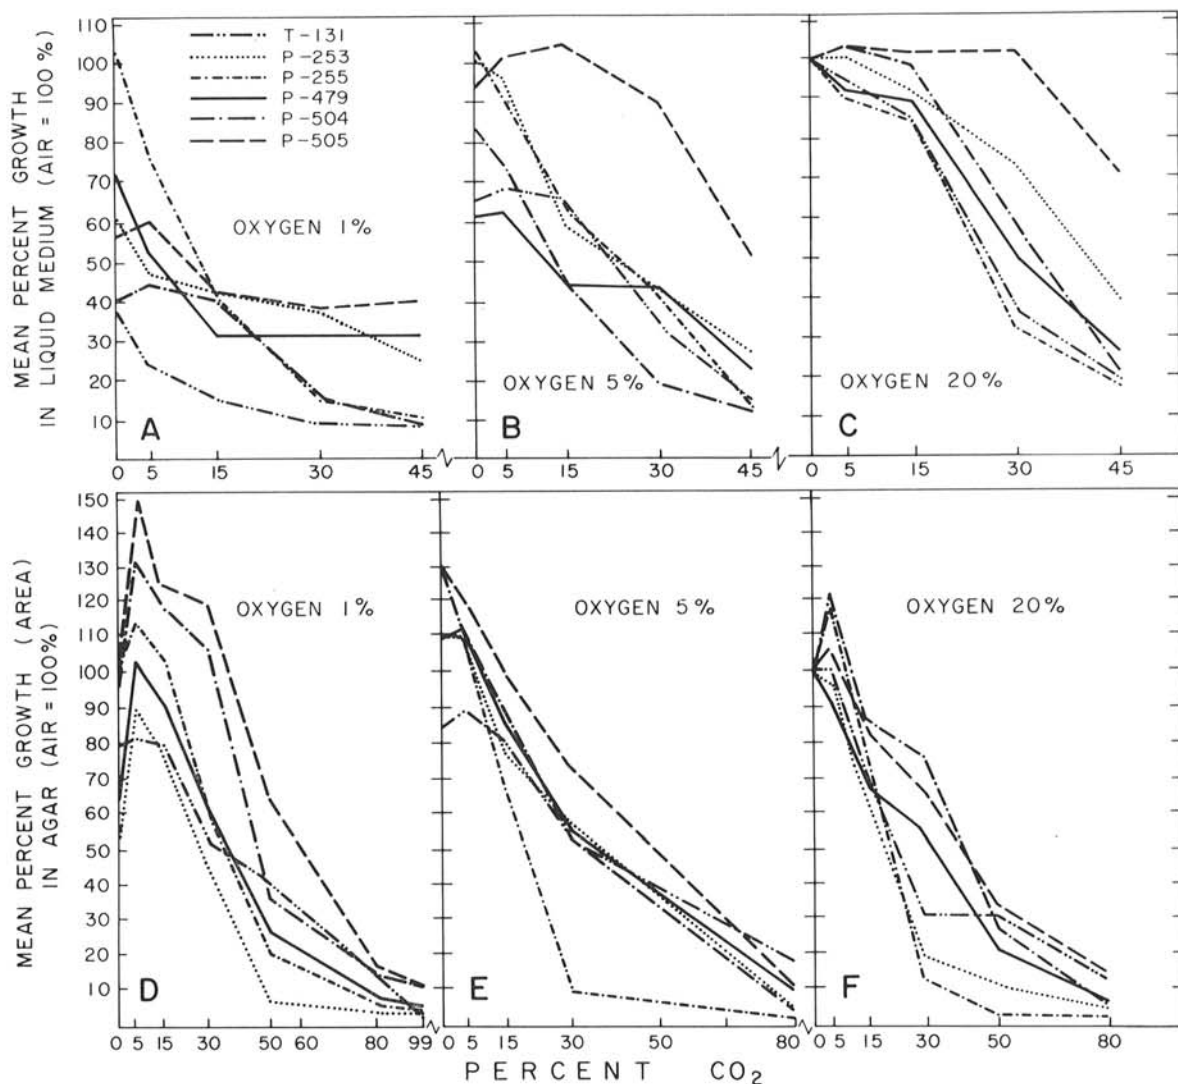 110
100
90
80
70
60
50
40
30
20
10
MEAN PERCENT GROWTH
IN LIQUID MEDIUM (AIR = 100%)
T-131
P-253
P-255
P-479
P-504
P-505
OXYGEN 1%
A
0 5 15 30 45
OXYGEN 5%
B
0 5 15 30 45
OXYGEN 20%
C
0 5 15 30 45
150
140
130
120
110
100
90
80
70
60
50
40
30
20
10
MEAN PERCENT GROWTH (AREA)
IN AGAR (AIR = 100%)
OXYGEN 1%
D
0 5 15 30 50 60 80 99
OXYGEN 5%
E
0 5 15 30 80
OXYGEN 20%
F
0 5 15 30 50 80
PERCENT CO₂